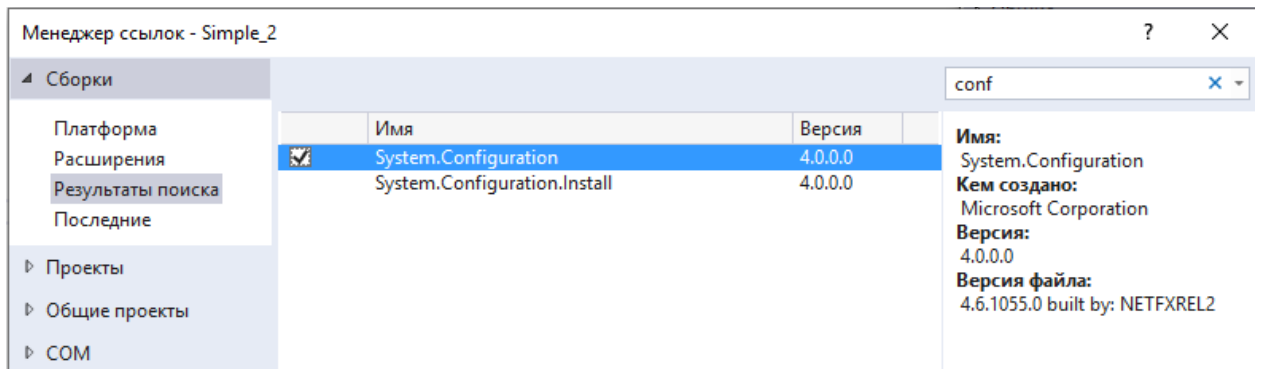 Менеджер ссылок - Simple_2
?
Сборки
conf
Платформа
Расширения
Результаты поиска
Последние
Проекты
Общие проекты
COM
Имя Версия
System.Configuration 4.0.0.0
System.Configuration.Install 4.0.0.0
Имя:
System.Configuration
Кем создано:
Microsoft Corporation
Версия:
4.0.0.0
Версия файла:
4.6.1055.0 built by: NETFXREL2